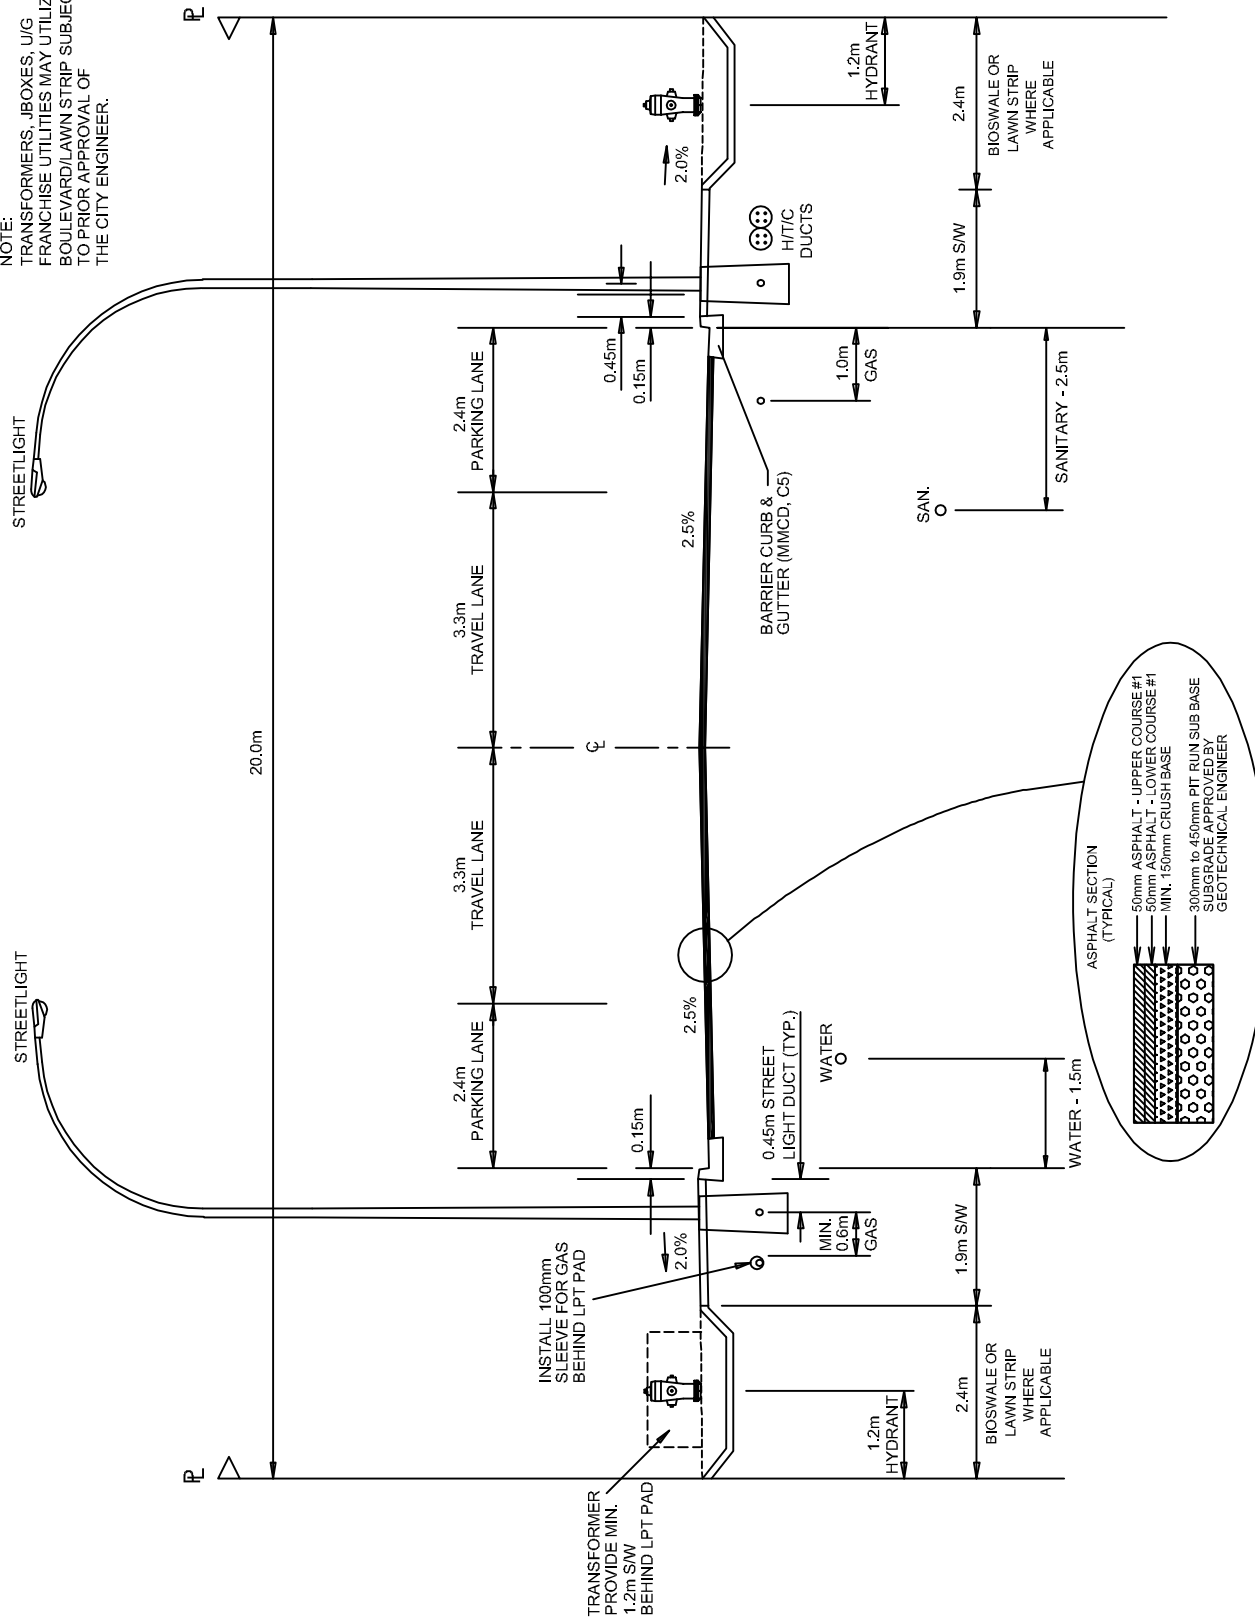 NOTE:
TRANSFORMERS, JBOXES, U/G
FRANCHISE UTILITIES MAY UTILIZ
BOULEVARD/LAWN STRIP SUBJEC
TO PRIOR APPROVAL OF
THE CITY ENGINEER.
STREETLIGHT
STREETLIGHT
PL
PL
20.0m
2.4m
PARKING LANE
3.3m
TRAVEL LANE
3.3m
TRAVEL LANE
2.4m
PARKING LANE
CL
0.15m
0.45m
0.15m
INSTALL 100mm
SLEEVE FOR GAS
BEHIND LPT PAD
TRANSFORMER
PROVIDE MIN.
1.2m S/W
BEHIND LPT PAD
2.0%
2.5%
2.5%
2.0%
0.45m STREET
LIGHT DUCT (TYP.)
WATER
BARRIER CURB &
GUTTER (MMCD, C5)
H/T/C
DUCTS
MIN.
0.6m
GAS
1.0m
GAS
1.2m
HYDRANT
1.2m
HYDRANT
SAN.
2.4m
BIOSWALE OR
LAWN STRIP
WHERE
APPLICABLE
1.9m S/W
WATER - 1.5m
SANITARY - 2.5m
1.9m S/W
2.4m
BIOSWALE OR
LAWN STRIP
WHERE
APPLICABLE
ASPHALT SECTION
(TYPICAL)
50mm ASPHALT - UPPER COURSE #1
50mm ASPHALT - LOWER COURSE #1
MIN. 150mm CRUSH BASE
300mm to 450mm PIT RUN SUB BASE
SUBGRADE APPROVED BY
GEOTECHNICAL ENGINEER